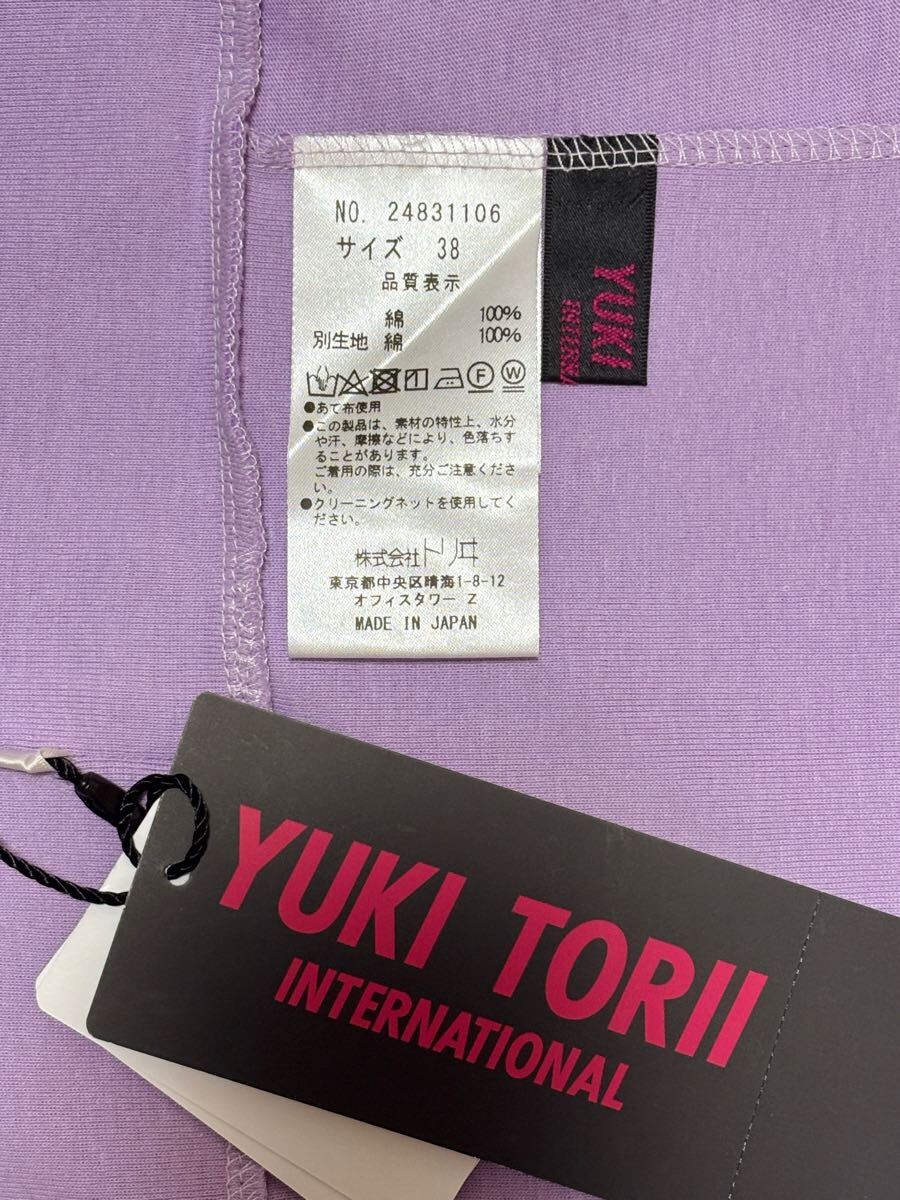 NO. 24831106
サイズ 38
品質表示
綿 100%
別生地 綿 100%
F W
●あて布使用
●この製品は、素材の特性上、水分
や汗、摩擦などにより、色落ちす
ることがあります。
ご着用の際は、充分ご注意くださ
い。
●クリーニングネットを使用してく
ださい。
株式会社トリヰ
東京都中央区晴海1-8-12
オフィスタワー Z
MADE IN JAPAN
YUKI
YUKI TORII
INTERNATIONAL